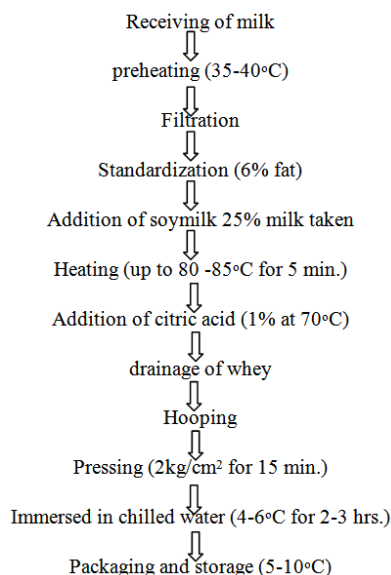 Receiving of milk
preheating (35-40°C)
Filtration
Standardization (6% fat)
Addition of soymilk 25% milk taken
Heating (up to 80 -85°C for 5 min.)
Addition of citric acid (1% at 70°C)
drainage of whey
Hooping
Pressing (2kg/cm² for 15 min.)
Immersed in chilled water (4-6°C for 2-3 hrs.)
Packaging and storage (5-10°C)